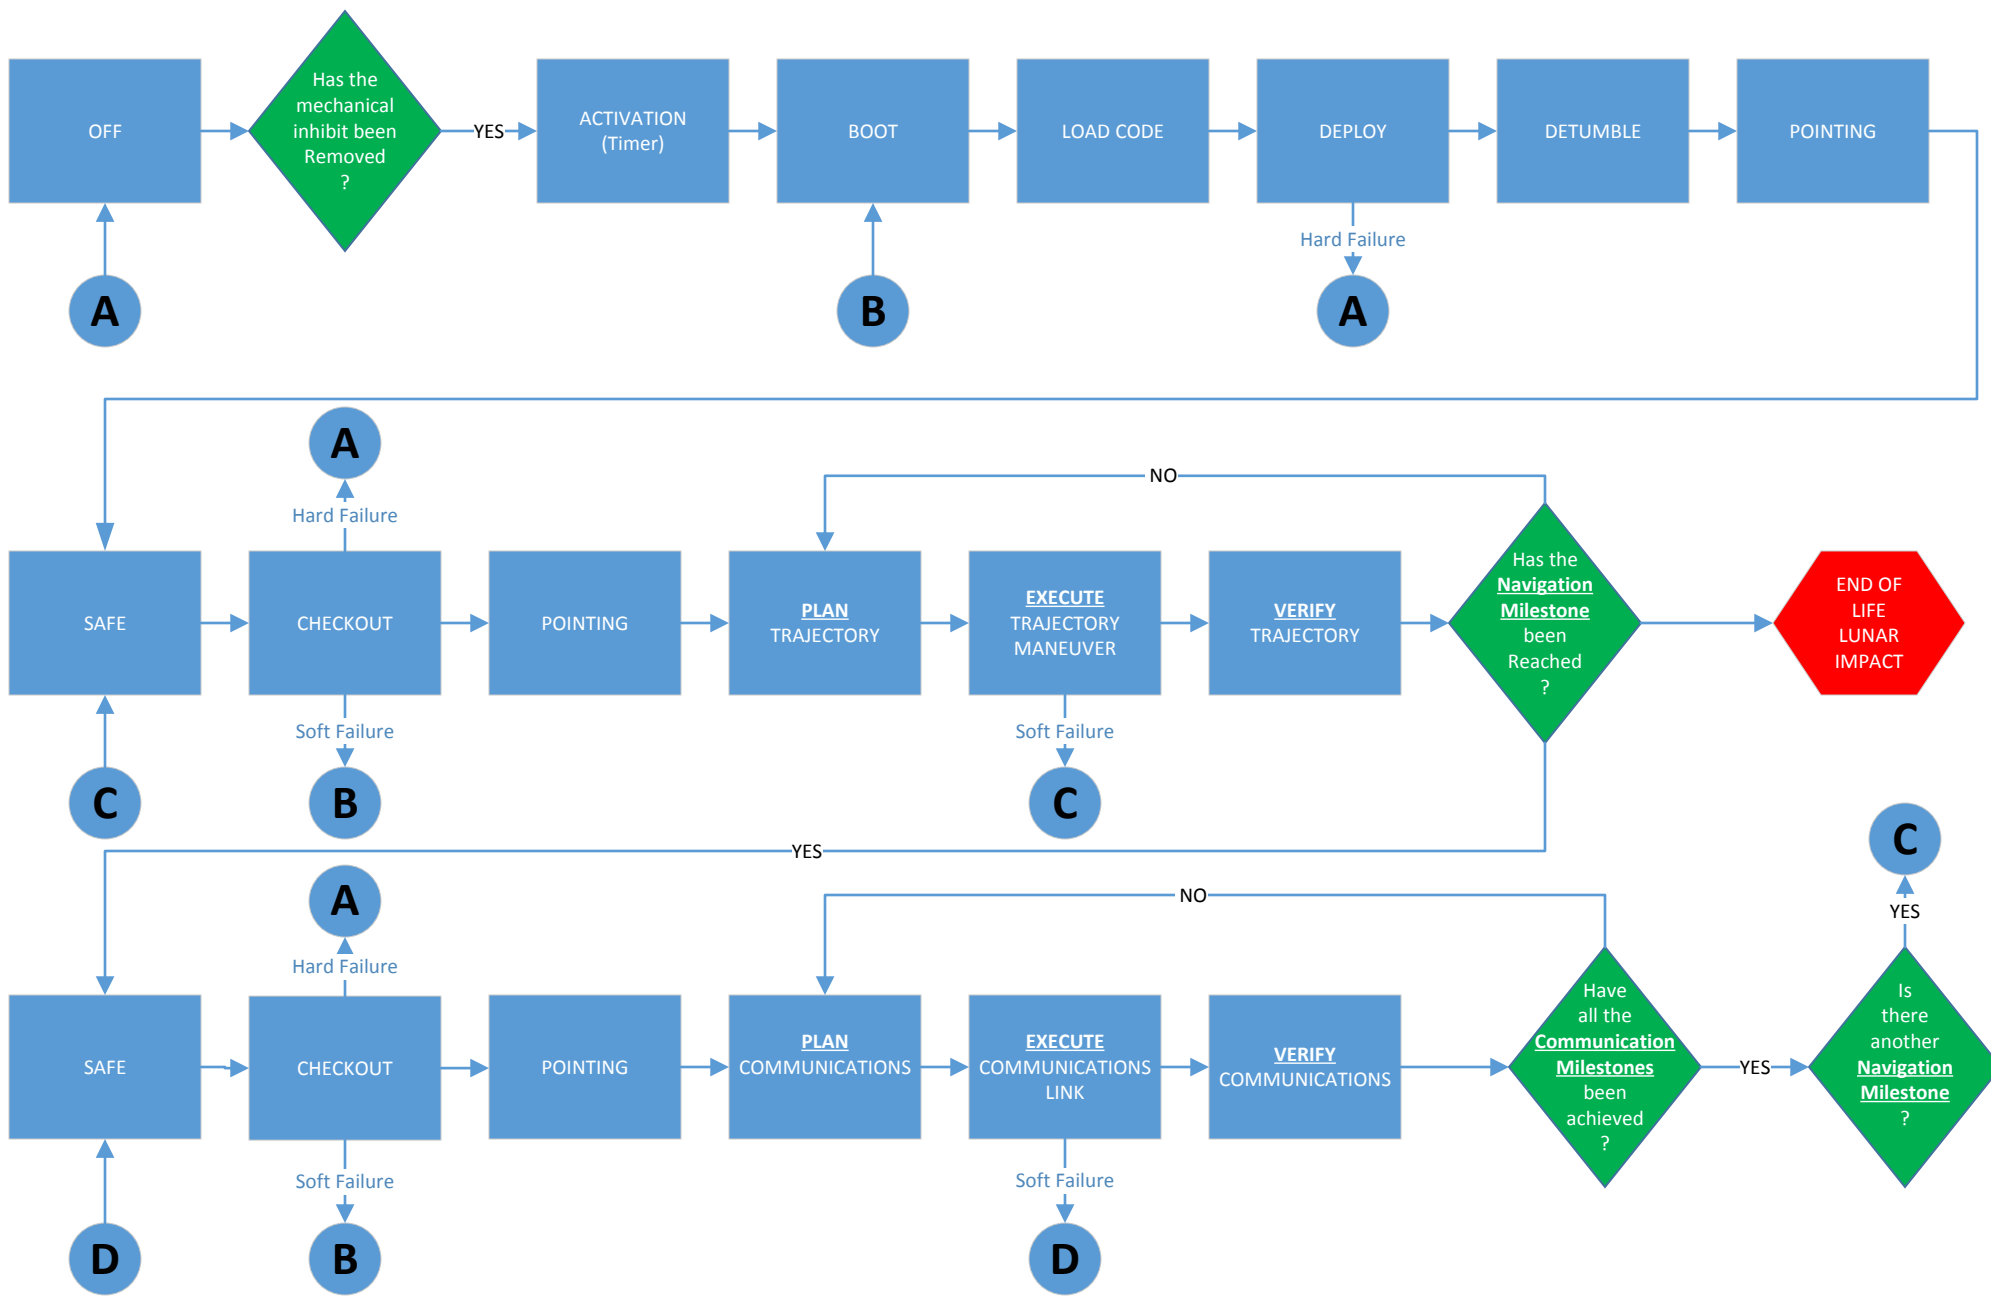 OFF
Has the
mechanical
inhibit been
Removed
?
YES
ACTIVATION
(Timer)
BOOT
LOAD CODE
DEPLOY
DETUMBLE
POINTING
Hard Failure
A
B
A
A
Hard Failure
NO
SAFE
CHECKOUT
POINTING
PLAN
TRAJECTORY
EXECUTE
TRAJECTORY
MANEUVER
VERIFY
TRAJECTORY
Has the
Navigation
Milestone
been
Reached
?
END OF
LIFE
LUNAR
IMPACT
Soft Failure
Soft Failure
C
B
C
YES
C
YES
A
Hard Failure
NO
SAFE
CHECKOUT
POINTING
PLAN
COMMUNICATIONS
EXECUTE
COMMUNICATIONS
LINK
VERIFY
COMMUNICATIONS
Have
all the
Communication
Milestones
been
achieved
?
YES
Is
there
another
Navigation
Milestone
?
Soft Failure
Soft Failure
D
B
D